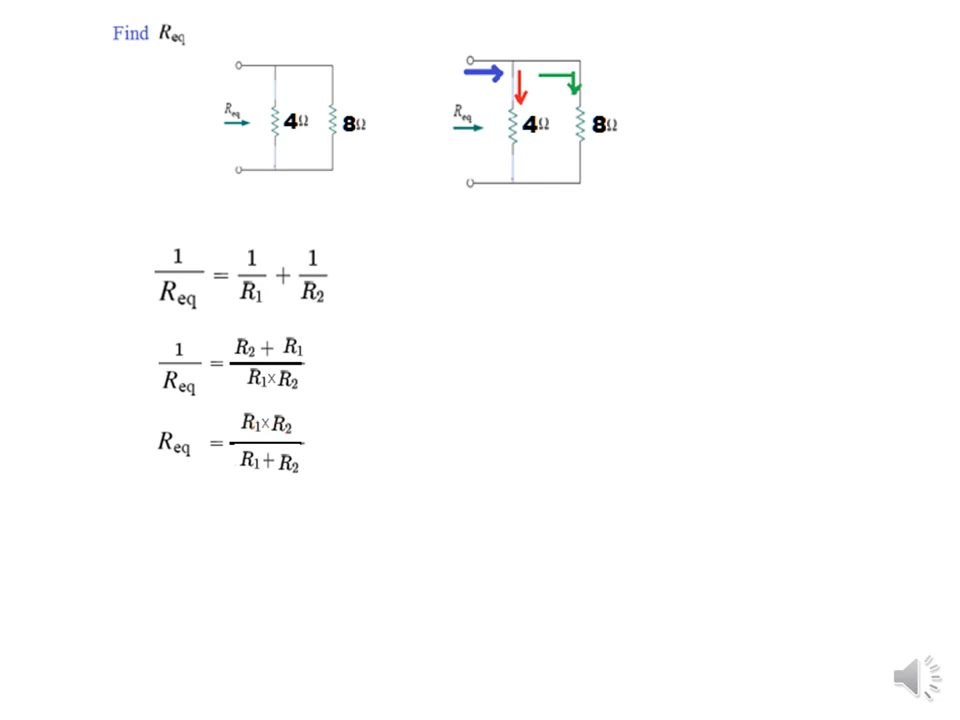 Find Req
Req
4Ω
8Ω
Req
4Ω
8Ω
1/Req = 1/R1 + 1/R2
1/Req = R2 + R1/R1×R2
Req = R1×R2/R1+R2